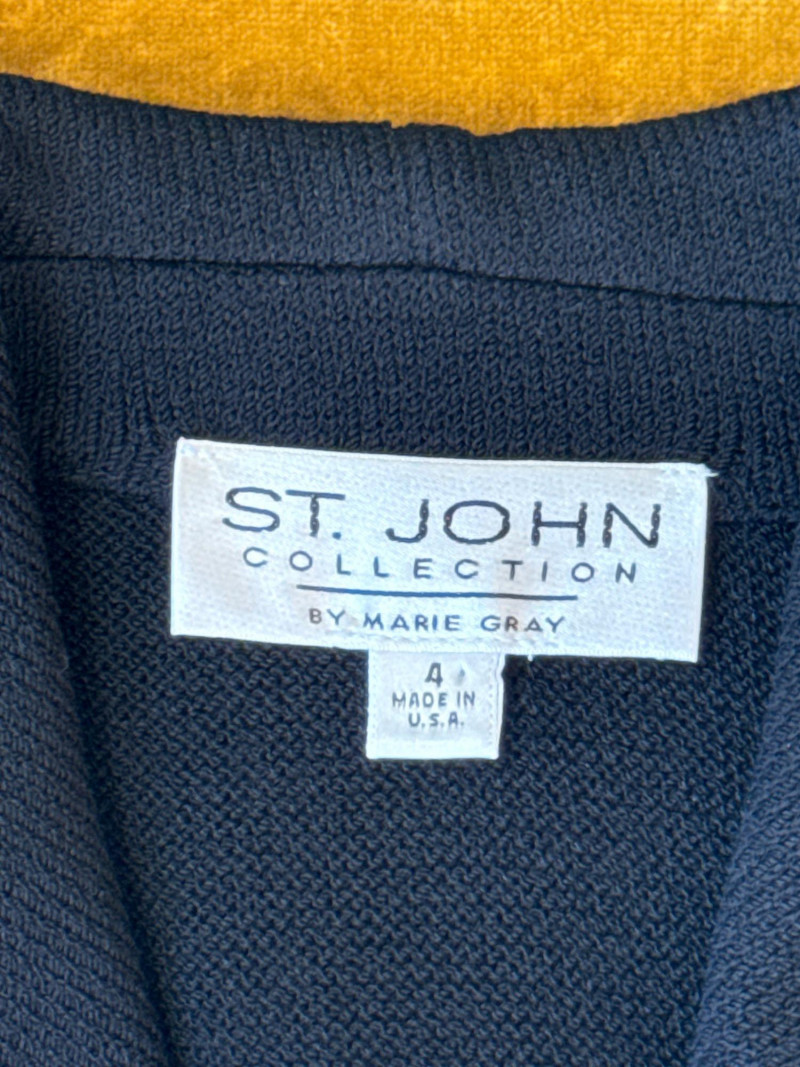 ST. JOHN
COLLECTION
BY MARIE GRAY
4
MADE IN
U.S.A.